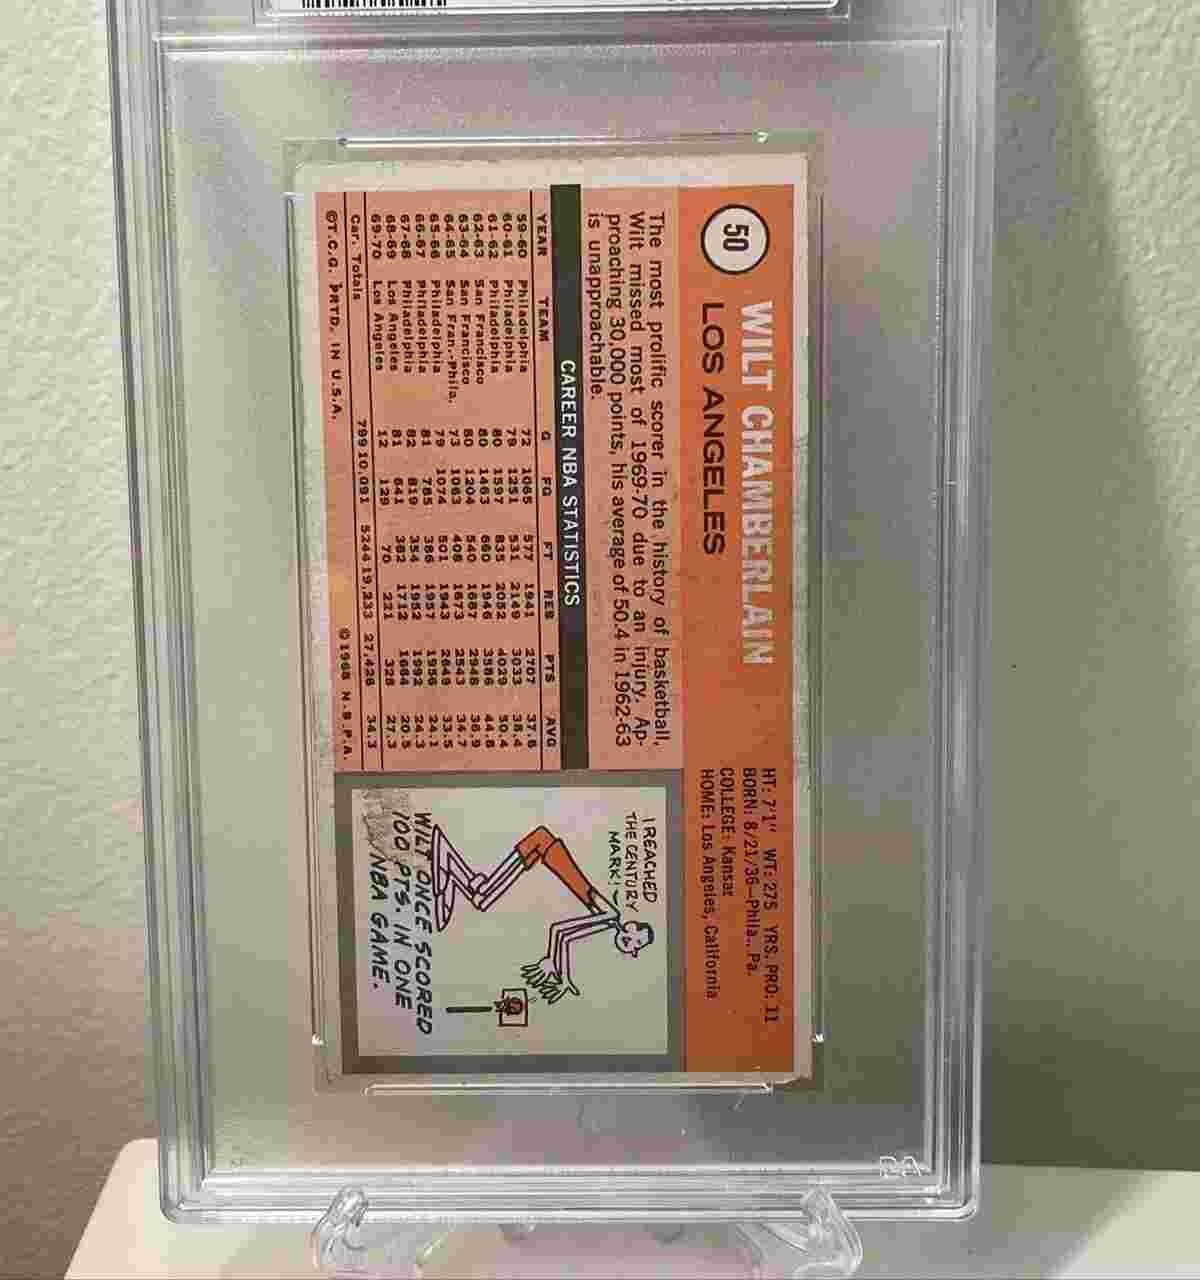 50
WILT CHAMBERLAIN
LOS ANGELES
HT: 7'1" WT: 275 YRS. PRO: 11
BORN: 8/21/36—Phila., Pa.
COLLEGE: Kansas
HOME: Los Angeles, California
The most prolific scorer in the history of basketball,
Wilt missed most of 1969-70 due to an injury. Ap-
proaching 30,000 points, his average of 50.4 in 1962-63
is unapproachable.
CAREER NBA STATISTICS
YEAR TEAM G FG FT REB PTS AVG
59-60 Philadelphia 72 1065 577 1941 2707 37.6
60-61 Philadelphia 79 1251 531 2149 3033 38.4
61-62 Philadelphia 80 1597 835 2052 4029 50.4
62-63 San Francisco 80 1463 660 1946 3586 44.8
63-64 San Francisco 80 1204 540 1687 2948 36.9
64-65 San Fran.-Phila. 73 1063 408 1673 2543 34.7
65-66 Philadelphia 79 1074 501 1943 2649 33.5
66-67 Philadelphia 81 785 386 1957 1956 24.1
67-68 Philadelphia 82 819 354 1952 1992 24.3
68-69 Los Angeles 81 641 382 1712 1664 20.5
69-70 Los Angeles 12 129 70 221 328 27.3
Car. Totals 799 10,091 5244 19,233 27,426 34.3
©T.C.G. PRTD. IN U.S.A.
© 1968 N.B.P.A.
I REACHED
THE CENTURY
MARK!
WILT ONCE SCORED
100 PTS. IN ONE
NBA GAME.